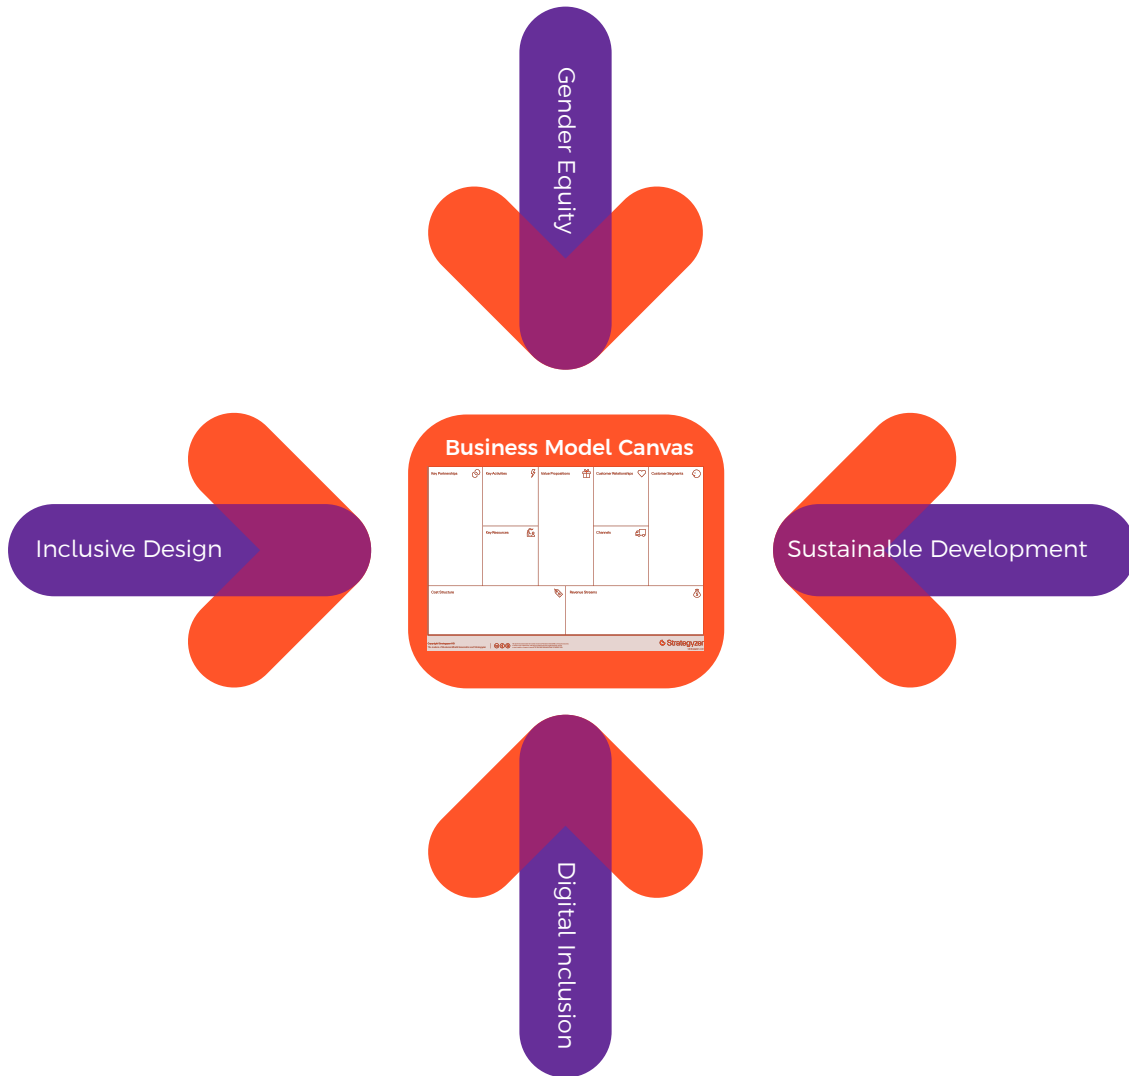 Gender Equity
Business Model Canvas
Key Partnerships
Key Activities
Value Propositions
Customer Relationships
Customer Segments
Key Resources
Channels
Inclusive Design
Sustainable Development
Cost Structure
Revenue Streams
Strategyzer
Digital Inclusion